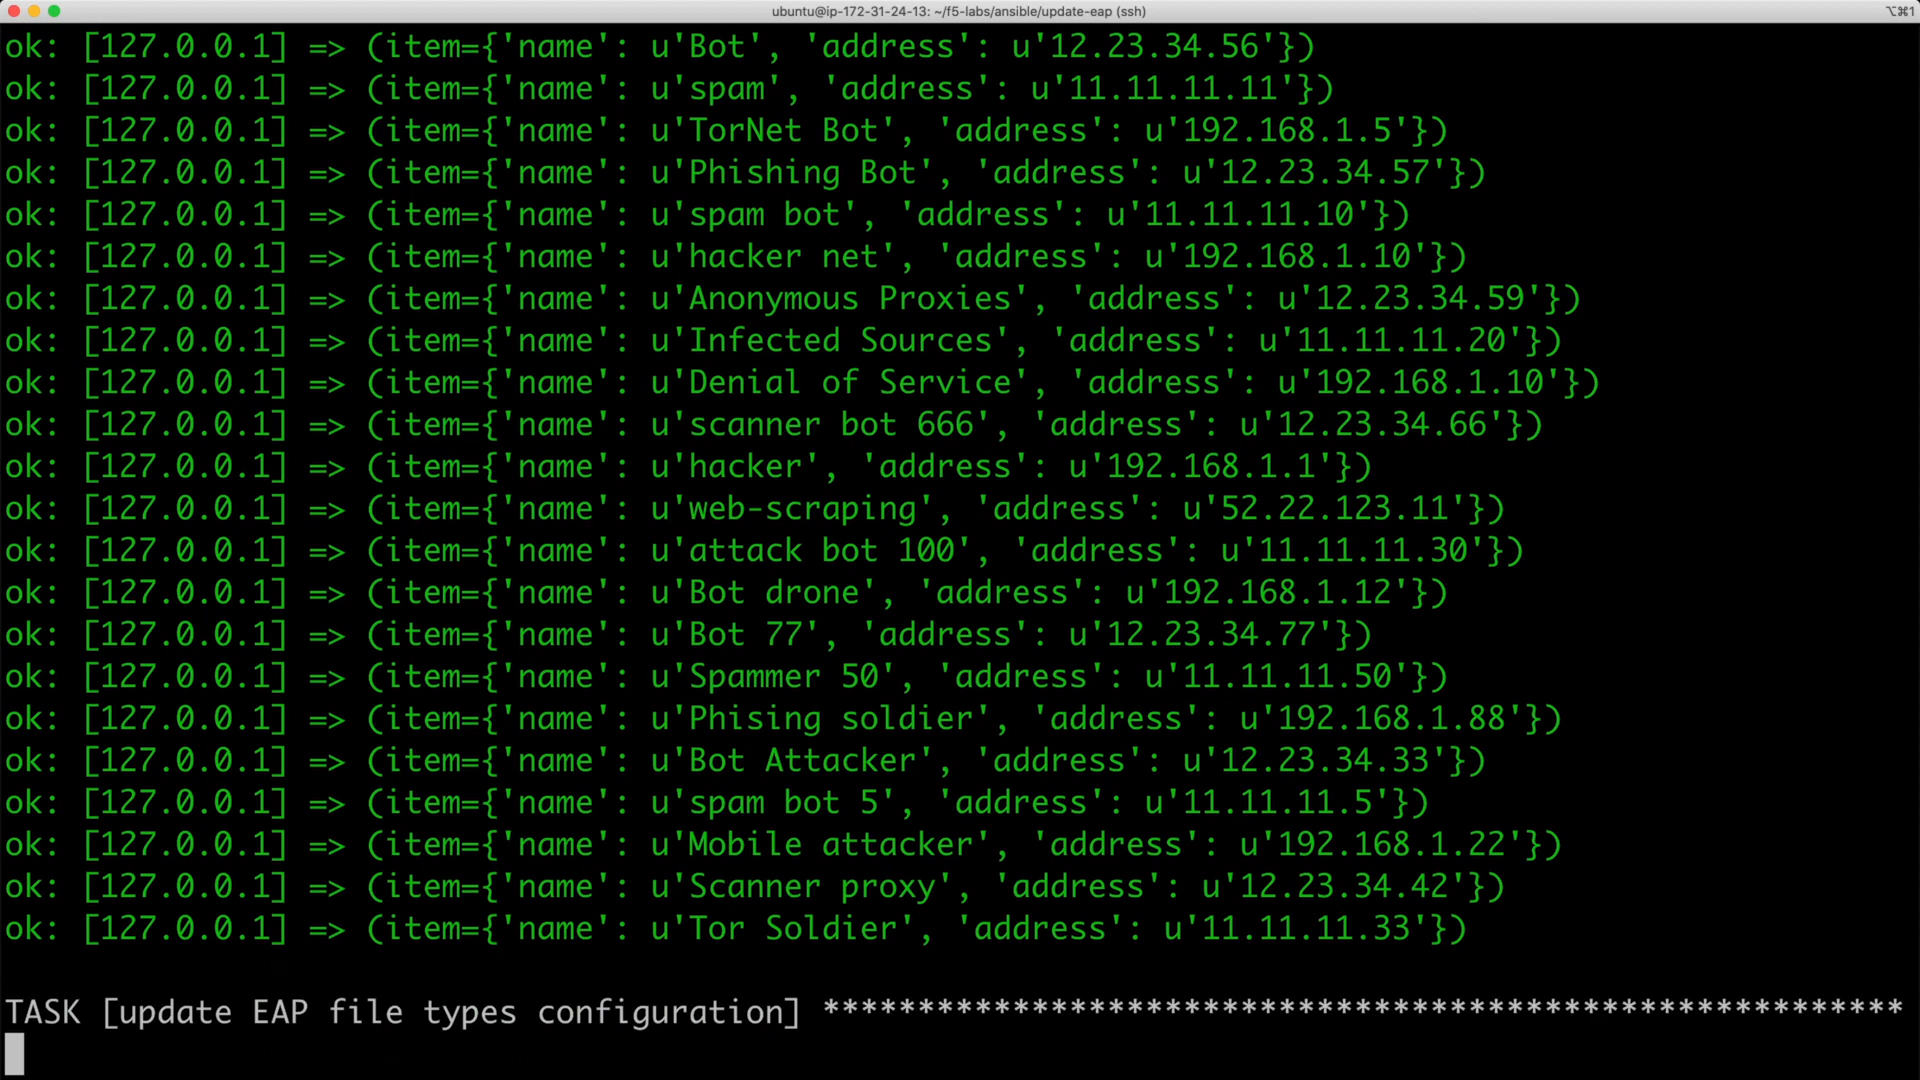 ubuntu@ip-172-31-24-13: ~/f5-labs/ansible/update-eap (ssh)
⌥⌘1
ok: [127.0.0.1] => (item={'name': u'Bot', 'address': u'12.23.34.56'})
ok: [127.0.0.1] => (item={'name': u'spam', 'address': u'11.11.11.11'})
ok: [127.0.0.1] => (item={'name': u'TorNet Bot', 'address': u'192.168.1.5'})
ok: [127.0.0.1] => (item={'name': u'Phishing Bot', 'address': u'12.23.34.57'})
ok: [127.0.0.1] => (item={'name': u'spam bot', 'address': u'11.11.11.10'})
ok: [127.0.0.1] => (item={'name': u'hacker net', 'address': u'192.168.1.10'})
ok: [127.0.0.1] => (item={'name': u'Anonymous Proxies', 'address': u'12.23.34.59'})
ok: [127.0.0.1] => (item={'name': u'Infected Sources', 'address': u'11.11.11.20'})
ok: [127.0.0.1] => (item={'name': u'Denial of Service', 'address': u'192.168.1.10'})
ok: [127.0.0.1] => (item={'name': u'scanner bot 666', 'address': u'12.23.34.66'})
ok: [127.0.0.1] => (item={'name': u'hacker', 'address': u'192.168.1.1'})
ok: [127.0.0.1] => (item={'name': u'web-scraping', 'address': u'52.22.123.11'})
ok: [127.0.0.1] => (item={'name': u'attack bot 100', 'address': u'11.11.11.30'})
ok: [127.0.0.1] => (item={'name': u'Bot drone', 'address': u'192.168.1.12'})
ok: [127.0.0.1] => (item={'name': u'Bot 77', 'address': u'12.23.34.77'})
ok: [127.0.0.1] => (item={'name': u'Spammer 50', 'address': u'11.11.11.50'})
ok: [127.0.0.1] => (item={'name': u'Phising soldier', 'address': u'192.168.1.88'})
ok: [127.0.0.1] => (item={'name': u'Bot Attacker', 'address': u'12.23.34.33'})
ok: [127.0.0.1] => (item={'name': u'spam bot 5', 'address': u'11.11.11.5'})
ok: [127.0.0.1] => (item={'name': u'Mobile attacker', 'address': u'192.168.1.22'})
ok: [127.0.0.1] => (item={'name': u'Scanner proxy', 'address': u'12.23.34.42'})
ok: [127.0.0.1] => (item={'name': u'Tor Soldier', 'address': u'11.11.11.33'})
TASK [update EAP file types configuration] *********************************************************